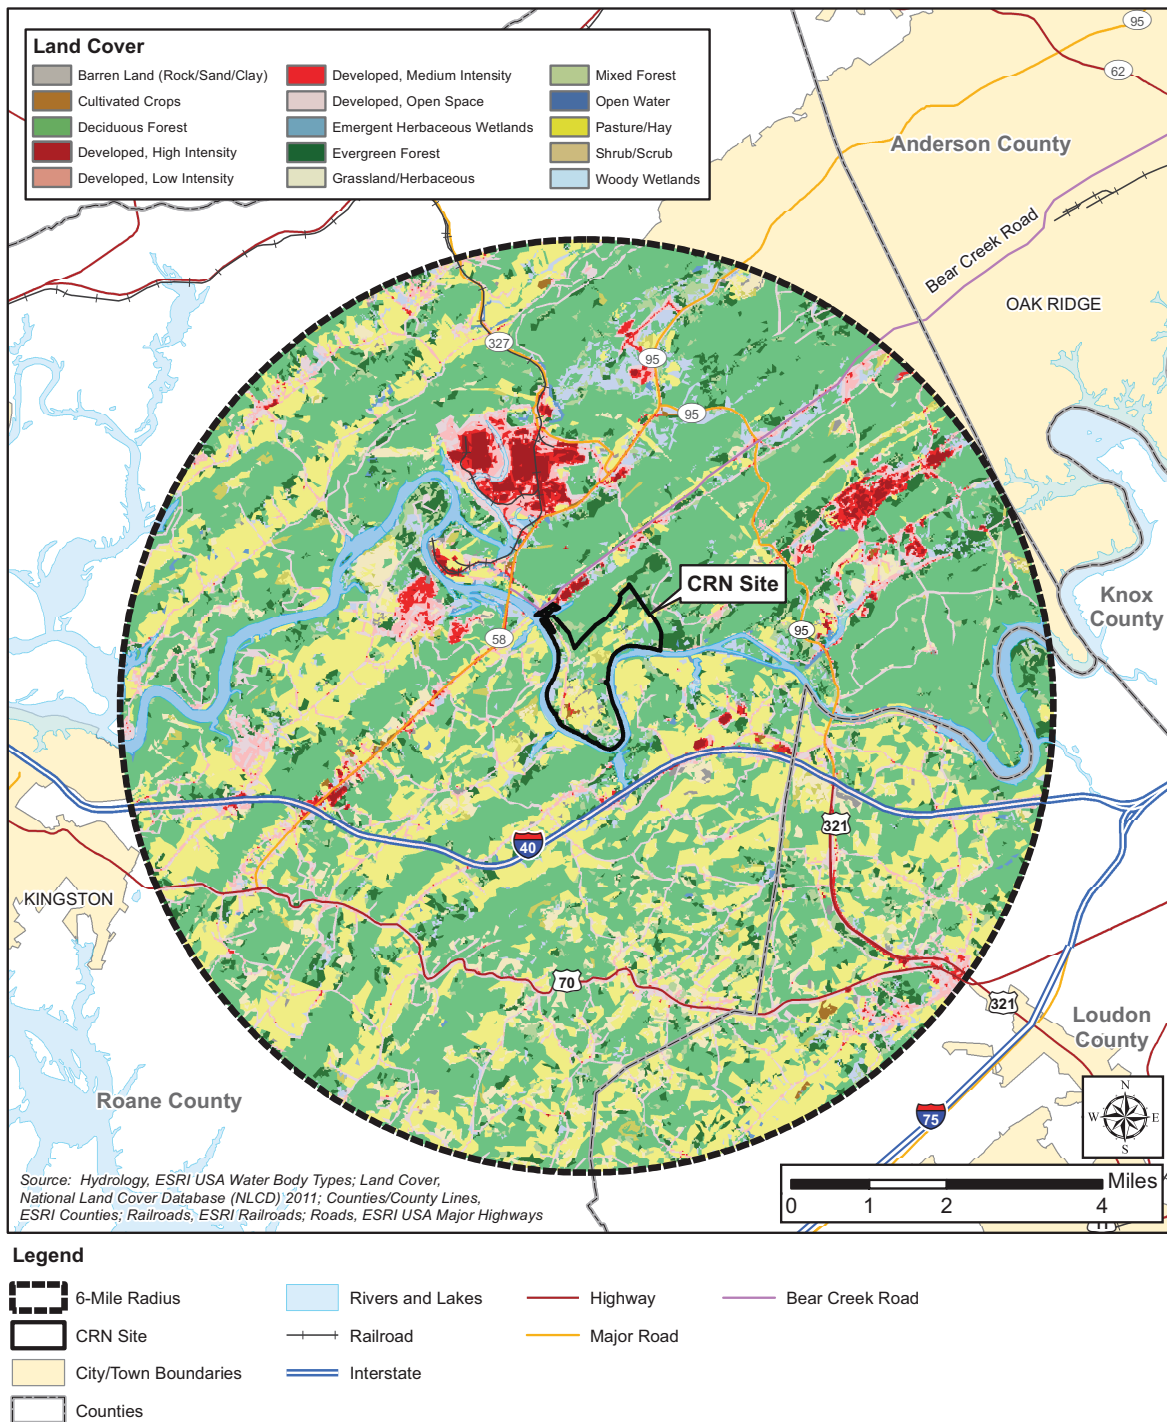 Land Cover
Barren Land (Rock/Sand/Clay)
Cultivated Crops
Deciduous Forest
Developed, High Intensity
Developed, Low Intensity
Developed, Medium Intensity
Developed, Open Space
Emergent Herbaceous Wetlands
Evergreen Forest
Grassland/Herbaceous
Mixed Forest
Open Water
Pasture/Hay
Shrub/Scrub
Woody Wetlands
95
62
Anderson County
Bear Creek Road
OAK RIDGE
327
95
95
CRN Site
Knox
County
58
95
321
40
KINGSTON
70
321
Loudon
County
Roane County
75
N
W E
S
Source: Hydrology, ESRI USA Water Body Types; Land Cover,
National Land Cover Database (NLCD) 2011; Counties/County Lines,
ESRI Counties; Railroads, ESRI Railroads; Roads, ESRI USA Major Highways
Miles
0 1 2 4
11
Legend
6-Mile Radius
CRN Site
City/Town Boundaries
Counties
Rivers and Lakes
Railroad
Interstate
Highway
Major Road
Bear Creek Road